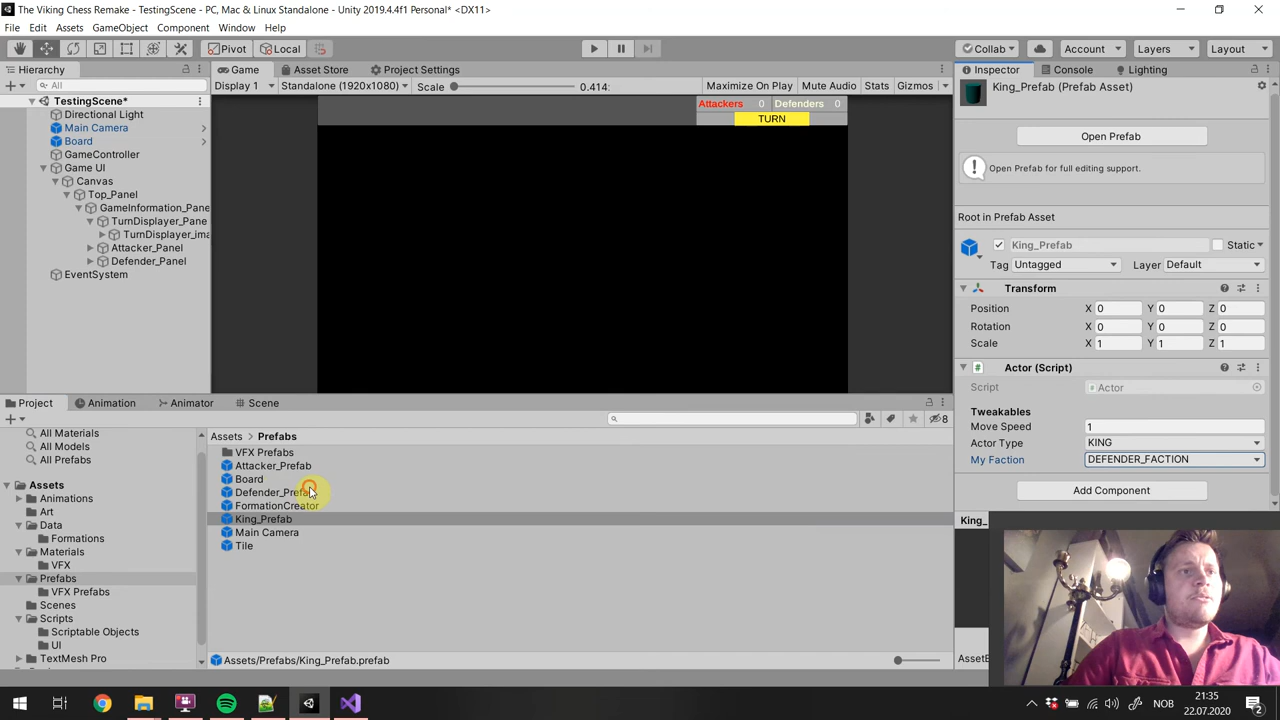 The Viking Chess Remake - TestingScene - PC, Mac & Linux Standalone - Unity 2019.4.4f1 Personal* <DX11>
File Edit Assets GameObject Component Window Help
Pivot Local Collab Account Layers Layout
Hierarchy
All
TestingScene*
Directional Light
Main Camera
Board
GameController
Game UI
Canvas
Top_Panel
GameInformation_Pane
TurnDisplayer_Pane
TurnDisplayer_ima
Attacker_Panel
Defender_Panel
EventSystem
Game Asset Store Project Settings
Display 1 Standalone (1920x1080) Scale 0.414: Maximize On Play Mute Audio Stats Gizmos
Attackers 0 Defenders 0
TURN
Inspector Console Lighting
King_Prefab (Prefab Asset)
Open Prefab
Open Prefab for full editing support.
Root in Prefab Asset
King_Prefab Static
Tag Untagged Layer Default
Transform
Position X 0 Y 0 Z 0
Rotation X 0 Y 0 Z 0
Scale X 1 Y 1 Z 1
# Actor (Script)
Script Actor
Tweakables
Move Speed 1
Actor Type KING
My Faction DEFENDER_FACTION
Add Component
King_
Project Animation Animator Scene
8
All Materials
All Models
All Prefabs
Assets
Animations
Art
Data
Formations
Materials
VFX
Prefabs
VFX Prefabs
Scenes
Scripts
Scriptable Objects
UI
TextMesh Pro
Assets > Prefabs
VFX Prefabs
Attacker_Prefab
Board
Defender_Prefa
FormationCreator
King_Prefab
Main Camera
Tile
Assets/Prefabs/King_Prefab.prefab
AssetB
NOB
21:35
22.07.2020
2